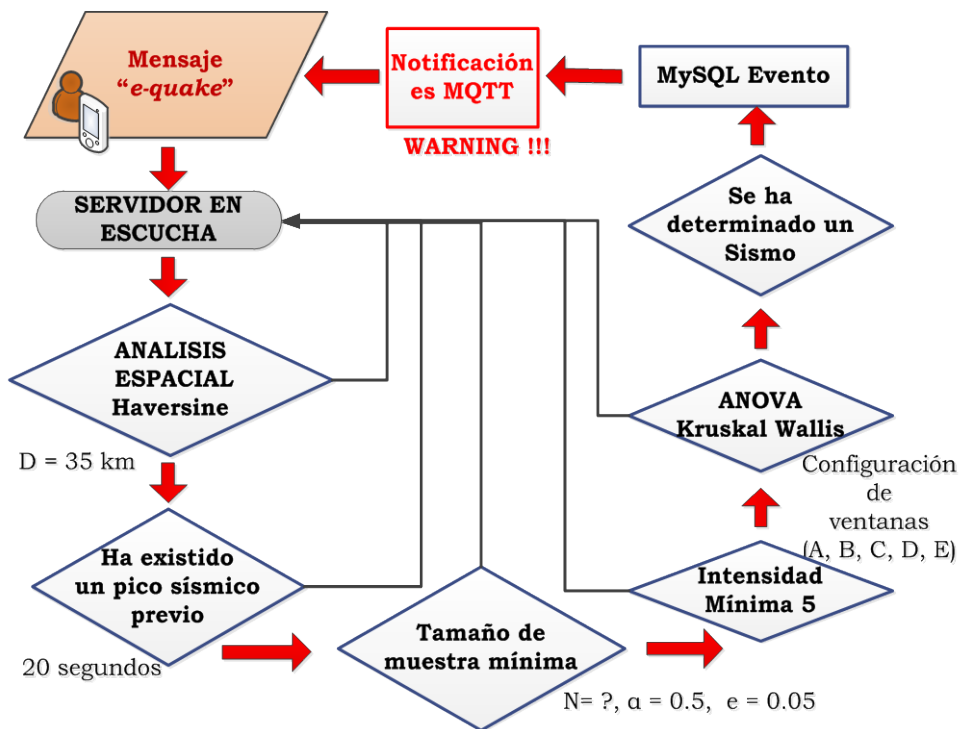 Mensaje
“e-quake”
Notificación
es MQTT
WARNING !!!
MySQL Evento
SERVIDOR EN
ESCUCHA
Se ha
determinado un
Sismo
ANALISIS
ESPACIAL
Haversine
D = 35 km
ANOVA
Kruskal Wallis
Configuración
de
ventanas
(A, B, C, D, E)
Ha existido
un pico sísmico
previo
20 segundos
Tamaño de
muestra mínima
N= ?, α = 0.5, e = 0.05
Intensidad
Mínima 5